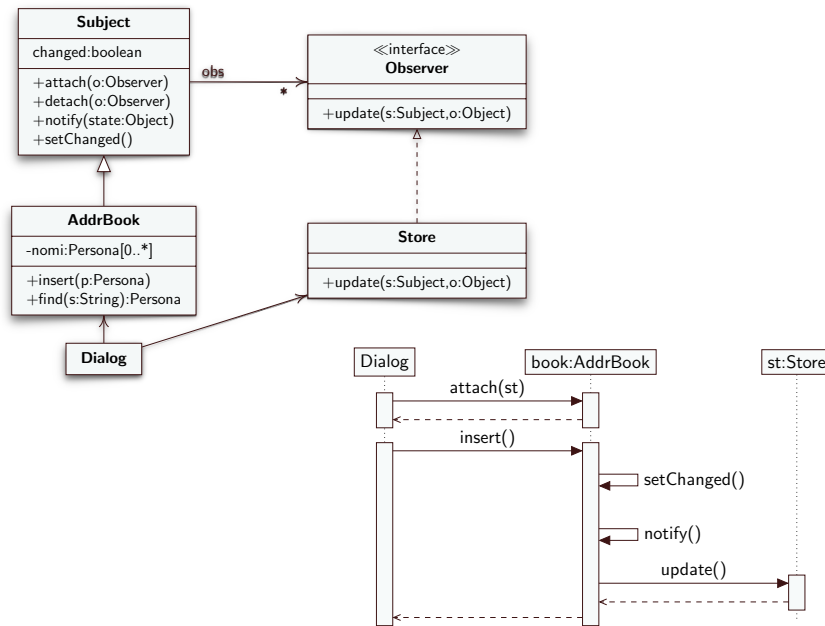 Subject
changed:boolean
+attach(o:Observer)
+detach(o:Observer)
+notify(state:Object)
+setChanged()
obs
*
≪interface≫
Observer
+update(s:Subject,o:Object)
AddrBook
-nomi:Persona[0..*]
+insert(p:Persona)
+find(s:String):Persona
Store
+update(s:Subject,o:Object)
Dialog
Dialog
book:AddrBook
st:Store
attach(st)
insert()
setChanged()
notify()
update()